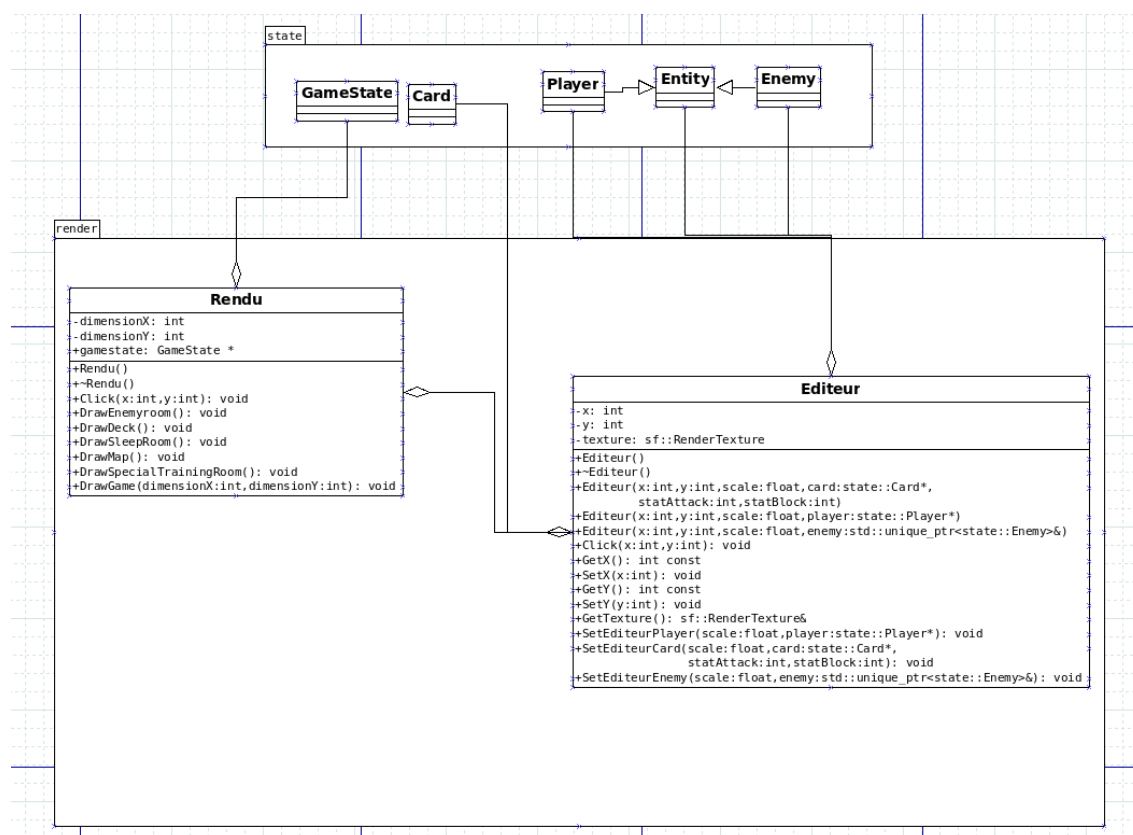 state
GameState
Card
Player
Entity
Enemy
render
Rendu
-dimensionX: int
-dimensionY: int
+gamestate: GameState *
+Rendu()
+~Rendu()
+Click(x:int,y:int): void
+DrawEnemyroom(): void
+DrawDeck(): void
+DrawSleepRoom(): void
+DrawMap(): void
+DrawSpecialTrainingRoom(): void
+DrawGame(dimensionX:int,dimensionY:int): void
Editeur
-x: int
-y: int
-texture: sf::RenderTexture
+Editeur()
+~Editeur()
+Editeur(x:int,y:int,scale:float,card:state::Card*,
statAttack:int,statBlock:int)
+Editeur(x:int,y:int,scale:float,player:state::Player*)
+Editeur(x:int,y:int,scale:float,enemy:std::unique_ptr<state::Enemy>&)
+Click(x:int,y:int): void
+GetX(): int const
+SetX(x:int): void
+GetY(): int const
+SetY(y:int): void
+GetTexture(): sf::RenderTexture&
+SetEditeurPlayer(scale:float,player:state::Player*): void
+SetEditeurCard(scale:float,card:state::Card*,
statAttack:int,statBlock:int): void
+SetEditeurEnemy(scale:float,enemy:std::unique_ptr<state::Enemy>&): void